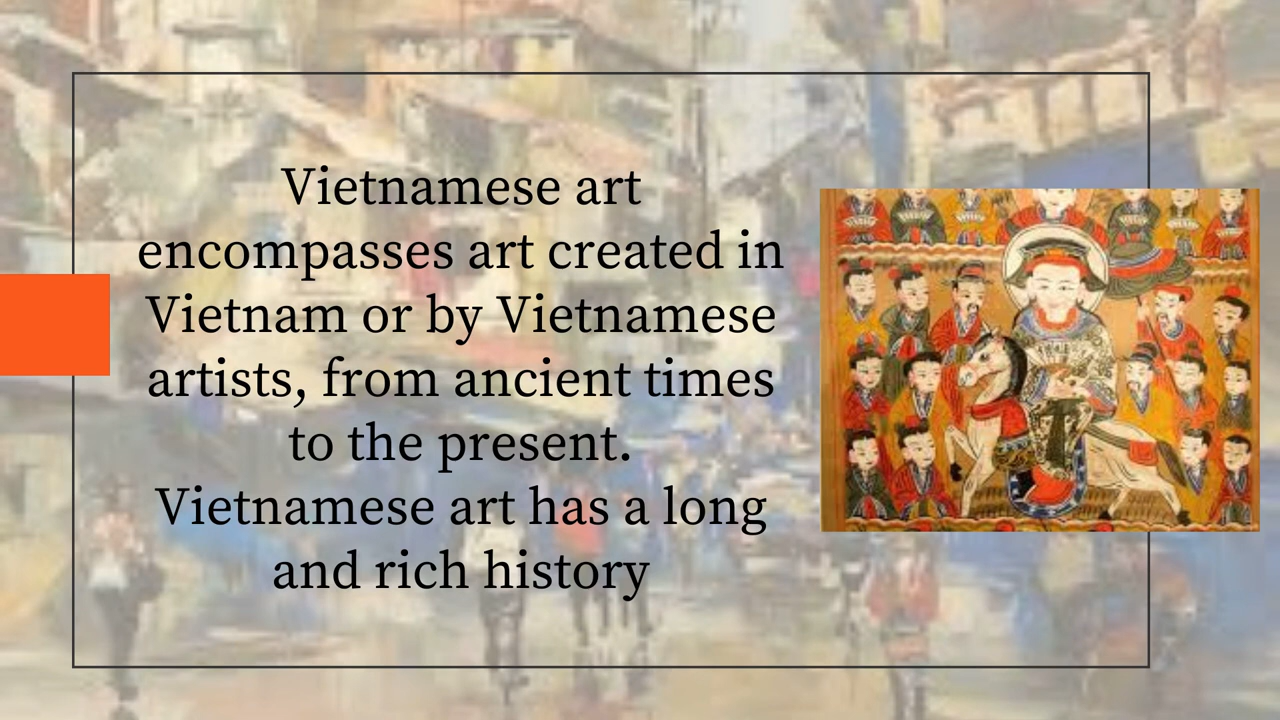 Vietnamese art
encompasses art created in
Vietnam or by Vietnamese
artists, from ancient times
to the present.
Vietnamese art has a long
and rich history